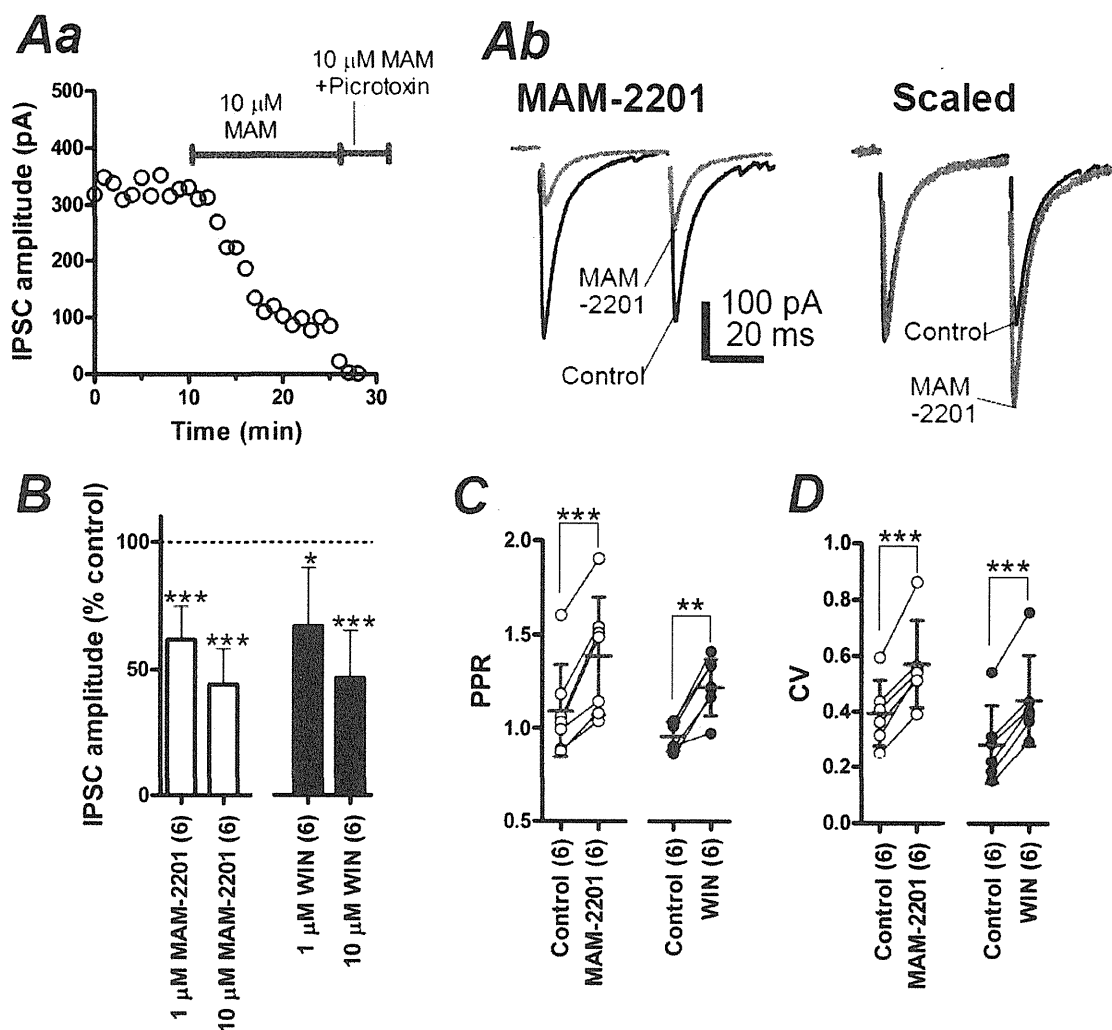 Aa
500
400
300
200
100
0
IPSC amplitude (pA)
10 µM
MAM
10 µM MAM
+Picrotoxin
0
10
20
30
Time (min)
Ab
MAM-2201
Scaled
MAM
-2201
Control
100 pA
20 ms
Control
MAM
-2201
B
IPSC amplitude (% control)
100
50
0
***
***
*
***
1 µM MAM-2201 (6)
10 µM MAM-2201 (6)
1 µM WIN (6)
10 µM WIN (6)
C
PPR
2.0
1.5
1.0
0.5
***
**
Control (6)
MAM-2201 (6)
Control (6)
WIN (6)
D
CV
1.0
0.8
0.6
0.4
0.2
0.0
***
***
Control (6)
MAM-2201 (6)
Control (6)
WIN (6)